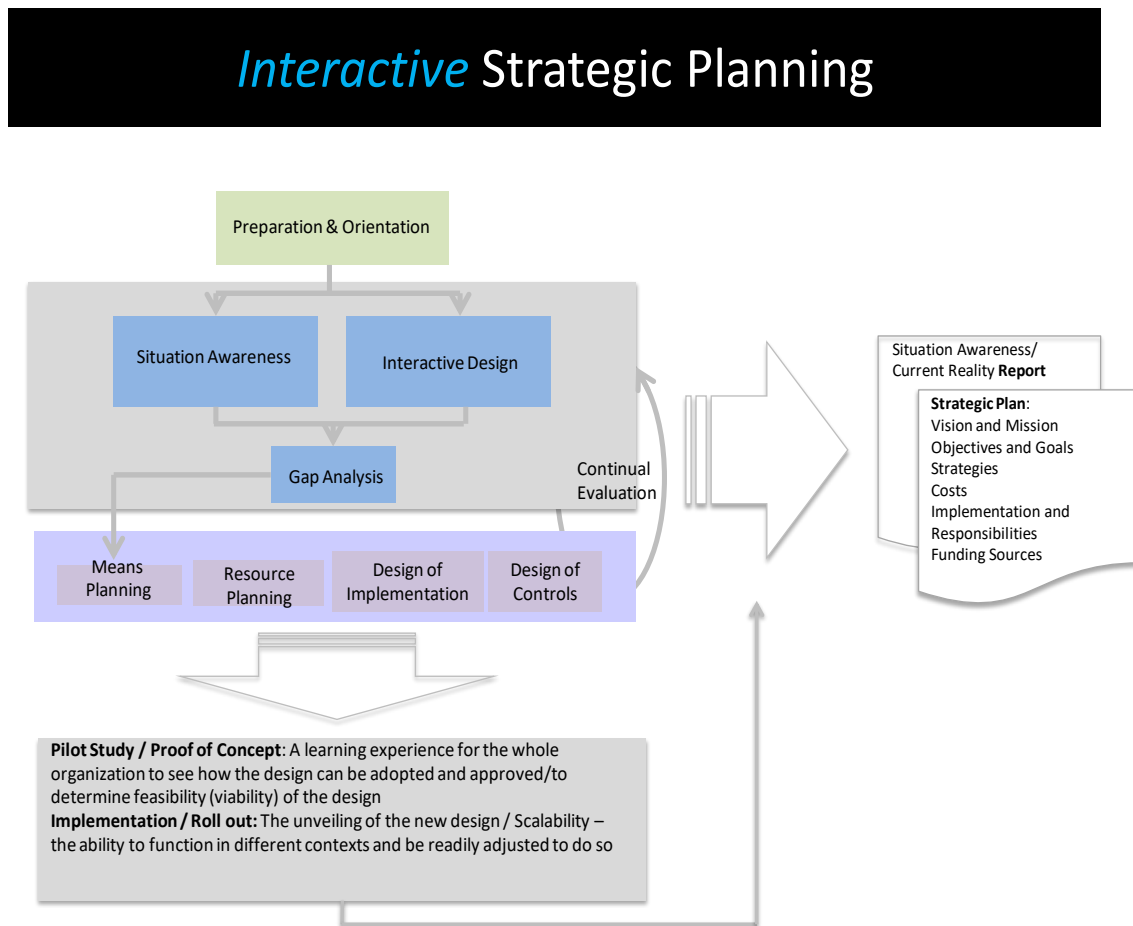 Interactive Strategic Planning
Preparation & Orientation
Situation Awareness
Interactive Design
Gap Analysis
Continual
Evaluation
Means
Planning
Resource
Planning
Design of
Implementation
Design of
Controls
Situation Awareness/
Current Reality Report
Strategic Plan:
Vision and Mission
Objectives and Goals
Strategies
Costs
Implementation and
Responsibilities
Funding Sources
Pilot Study / Proof of Concept: A learning experience for the whole
organization to see how the design can be adopted and approved/to
determine feasibility (viability) of the design
Implementation / Roll out: The unveiling of the new design / Scalability –
the ability to function in different contexts and be readily adjusted to do so